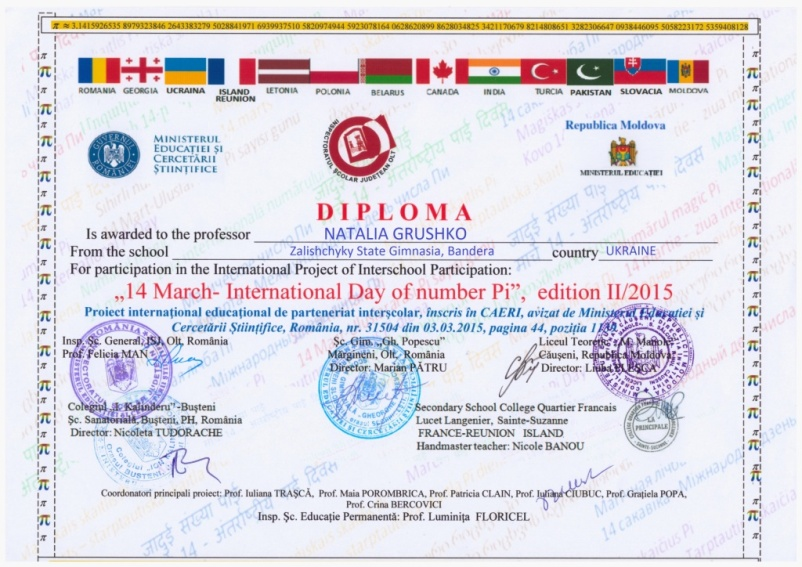 π ≈ 3,1415926535 8979323846 2643383279 5028841971 6939937510 5820974944 5923078164 0628620899 8628034825 3421170679 8214808651 3282306647 0938446095 5058223172 5359408128
ROMANIA GEORGIA UCRAINA ISLAND REUNION LETONIA POLONIA BELARUS CANADA INDIA TURCIA PAKISTAN SLOVACIA MOLDOVA
MINISTERUL
EDUCAȚIEI ȘI
CERCETĂRII
ȘTIINȚIFICE
INSPECTORATUL ȘCOLAR JUDEȚEAN OLT
Republica Moldova
MINISTERUL EDUCAȚIEI
DIPLOMA
Is awarded to the professor NATALIA GRUSHKO
From the school Zalishchyky State Gimnasia, Bandera country UKRAINE
For participation in the International Project of Interschool Participation:
„14 March- International Day of number Pi”, edition II/2015
Proiect internațional educațional de parteneriat interșcolar, înscris în CAERI, avizat de Ministerul Educației și
Cercetării Științifice, România, nr. 31504 din 03.03.2015, pagina 44, poziția
Insp. Șc. General, ISJ, Olt, România
Prof. Felicia MAN
Șc. Gim. „Gh. Popescu”
Mărgineni, Olt, România
Director: Marian PĂTRU
Liceul Teoretic „M. Manole”
Căușeni, Republica Moldova
Director:
Colegiul „I. Kalinderu” -Bușteni
Șc. Sanatorială, Bușteni, PH, România
Director: Nicoleta TUDORACHE
Secondary School College Quartier Francais
Lucet Langenier, Sainte-Suzanne
FRANCE-REUNION ISLAND
Handmaster teacher: Nicole BANOU
LA PRINCIPALE
Coordonatori principali proiect: Prof. Iuliana TRAȘCĂ, Prof. Maia POROMBRICA, Prof. Patricia CLAIN, Prof. Iuliana CIUBUC, Prof. Grațiela POPA,
Prof. Crina BERCOVICI
Insp. Șc. Educație Permanentă: Prof. Luminița FLORICEL